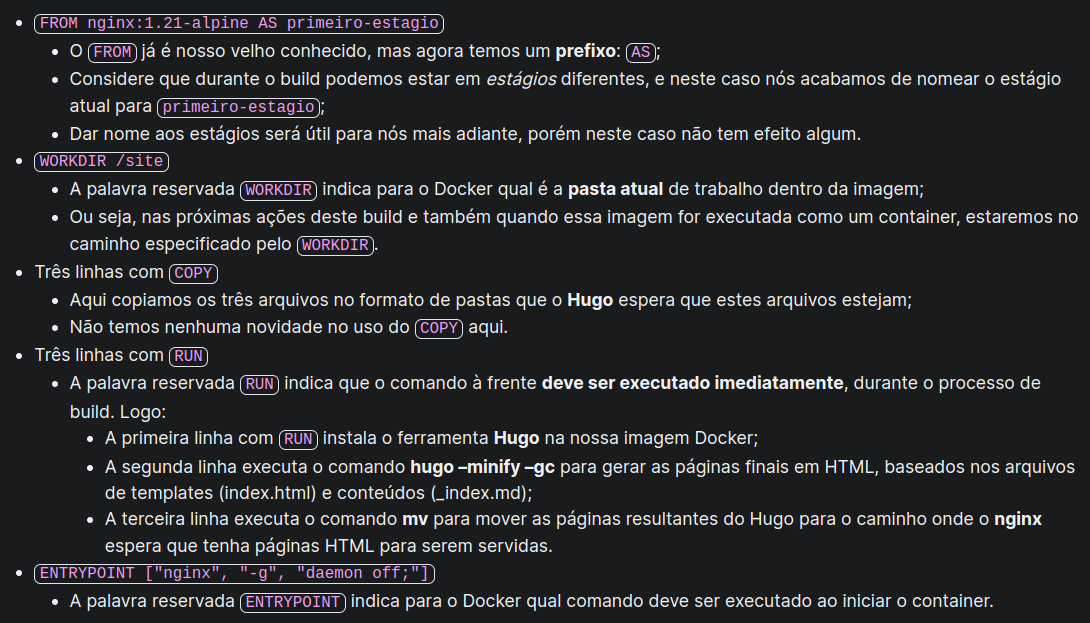 FROM nginx:1.21-alpine AS primeiro-estagio
O FROM já é nosso velho conhecido, mas agora temos um prefixo: AS;
Considere que durante o build podemos estar em estágios diferentes, e neste caso nós acabamos de nomear o estágio
atual para primeiro-estagio;
Dar nome aos estágios será útil para nós mais adiante, porém neste caso não tem efeito algum.
WORKDIR /site
A palavra reservada WORKDIR indica para o Docker qual é a pasta atual de trabalho dentro da imagem;
Ou seja, nas próximas ações deste build e também quando essa imagem for executada como um container, estaremos no
caminho especificado pelo WORKDIR.
Três linhas com COPY
Aqui copiamos os três arquivos no formato de pastas que o Hugo espera que estes arquivos estejam;
Não temos nenhuma novidade no uso do COPY aqui.
Três linhas com RUN
A palavra reservada RUN indica que o comando à frente deve ser executado imediatamente, durante o processo de
build. Logo:
A primeira linha com RUN instala o ferramenta Hugo na nossa imagem Docker;
A segunda linha executa o comando hugo –minify –gc para gerar as páginas finais em HTML, baseados nos arquivos
de templates (index.html) e conteúdos (_index.md);
A terceira linha executa o comando mv para mover as páginas resultantes do Hugo para o caminho onde o nginx
espera que tenha páginas HTML para serem servidas.
ENTRYPOINT ["nginx", "-g", "daemon off;"]
A palavra reservada ENTRYPOINT indica para o Docker qual comando deve ser executado ao iniciar o container.